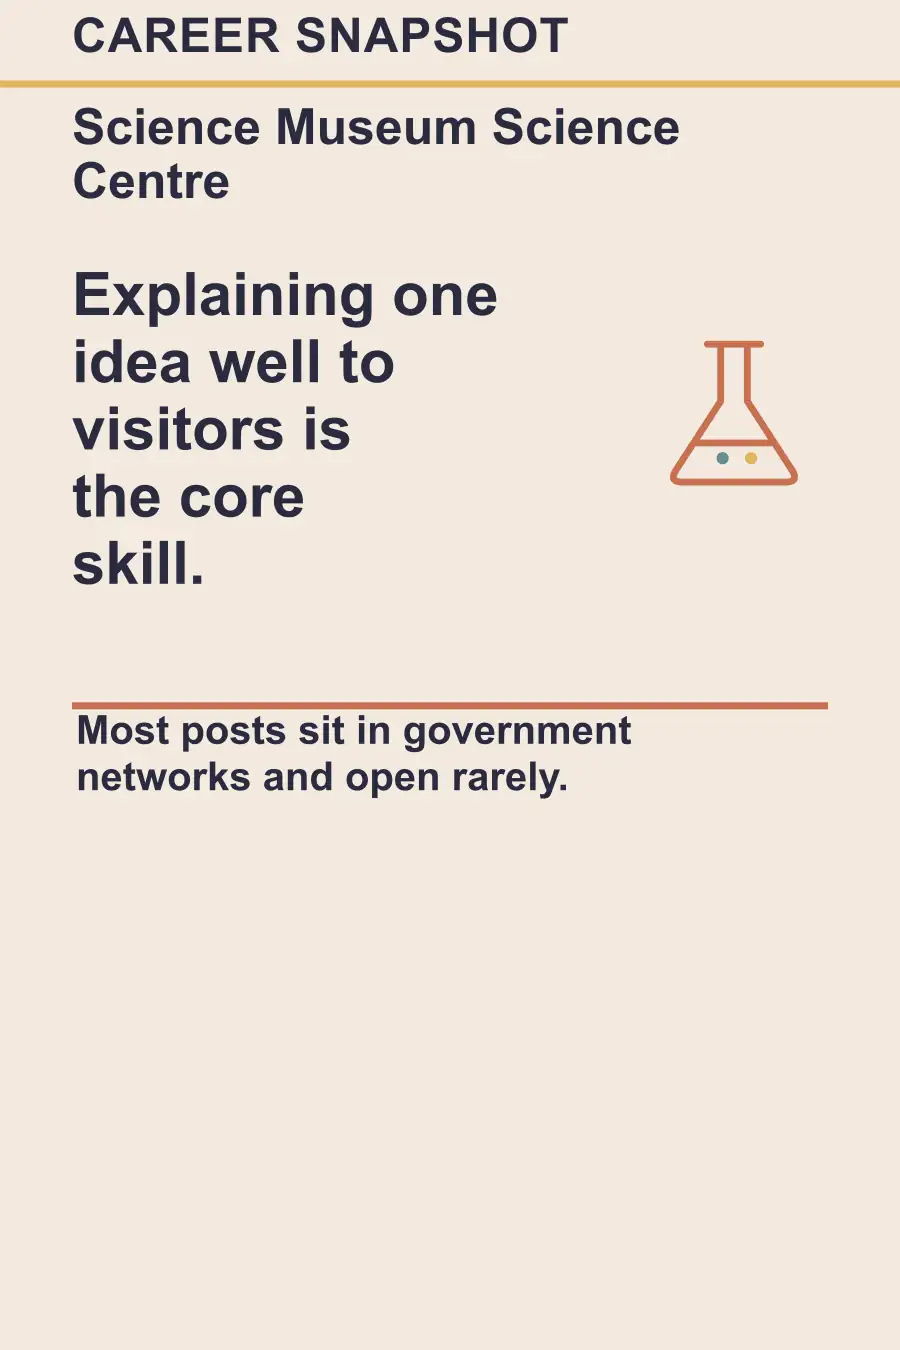 CAREER SNAPSHOT
Science Museum Science
Centre
Explaining one
idea well to
visitors is
the core
skill.
Most posts sit in government
networks and open rarely.